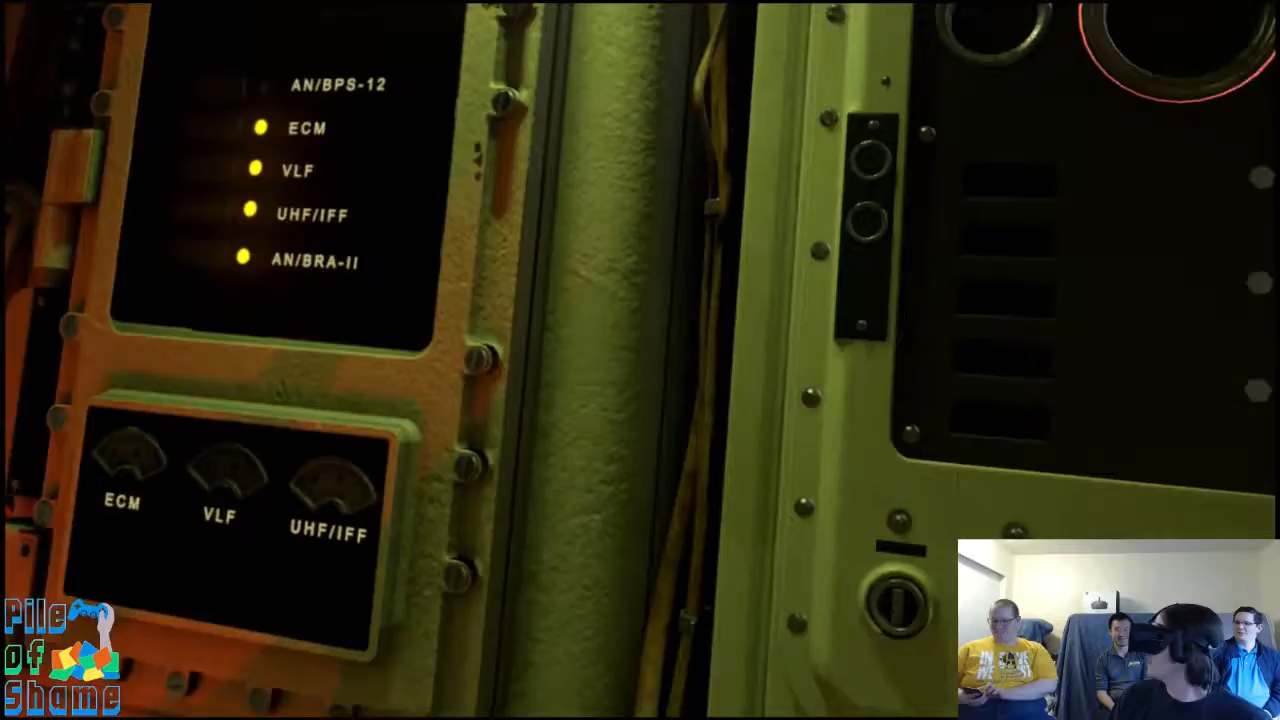 AN/BPS-12
ECM
VLF
UHF/IFF
AN/BRA-II
ECM
VLF
UHF/IFF
Pile
of
Shame